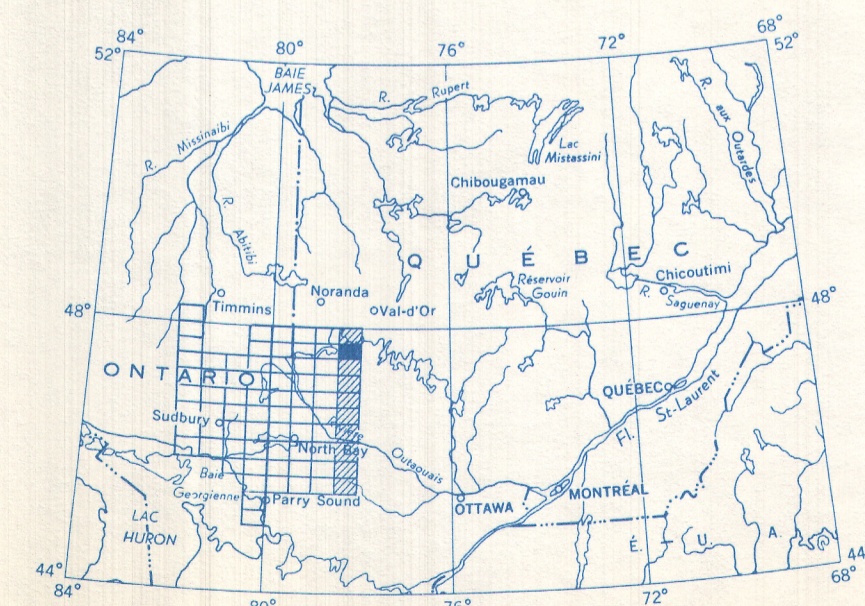 84°
80°
76°
72°
68°
52°
52°
BAIE
JAMES
R. Rupert
R. Missinaibi
R. aux Outardes
Lac
Mistassini
Chibougamau
R. Abitibi
QUÉBEC
Chicoutimi
Réservoir
Gouin
R. Saguenay
Noranda
Timmins
Val-d'Or
48°
48°
ONTARIO
QUÉBEC
Fl. St-Laurent
Sudbury
North Bay
Outaouais
Baie
Georgienne
Parry Sound
OTTAWA
MONTRÉAL
LAC
HURON
É.-U. A.
44°
44
84°
80°
76°
72°
68°